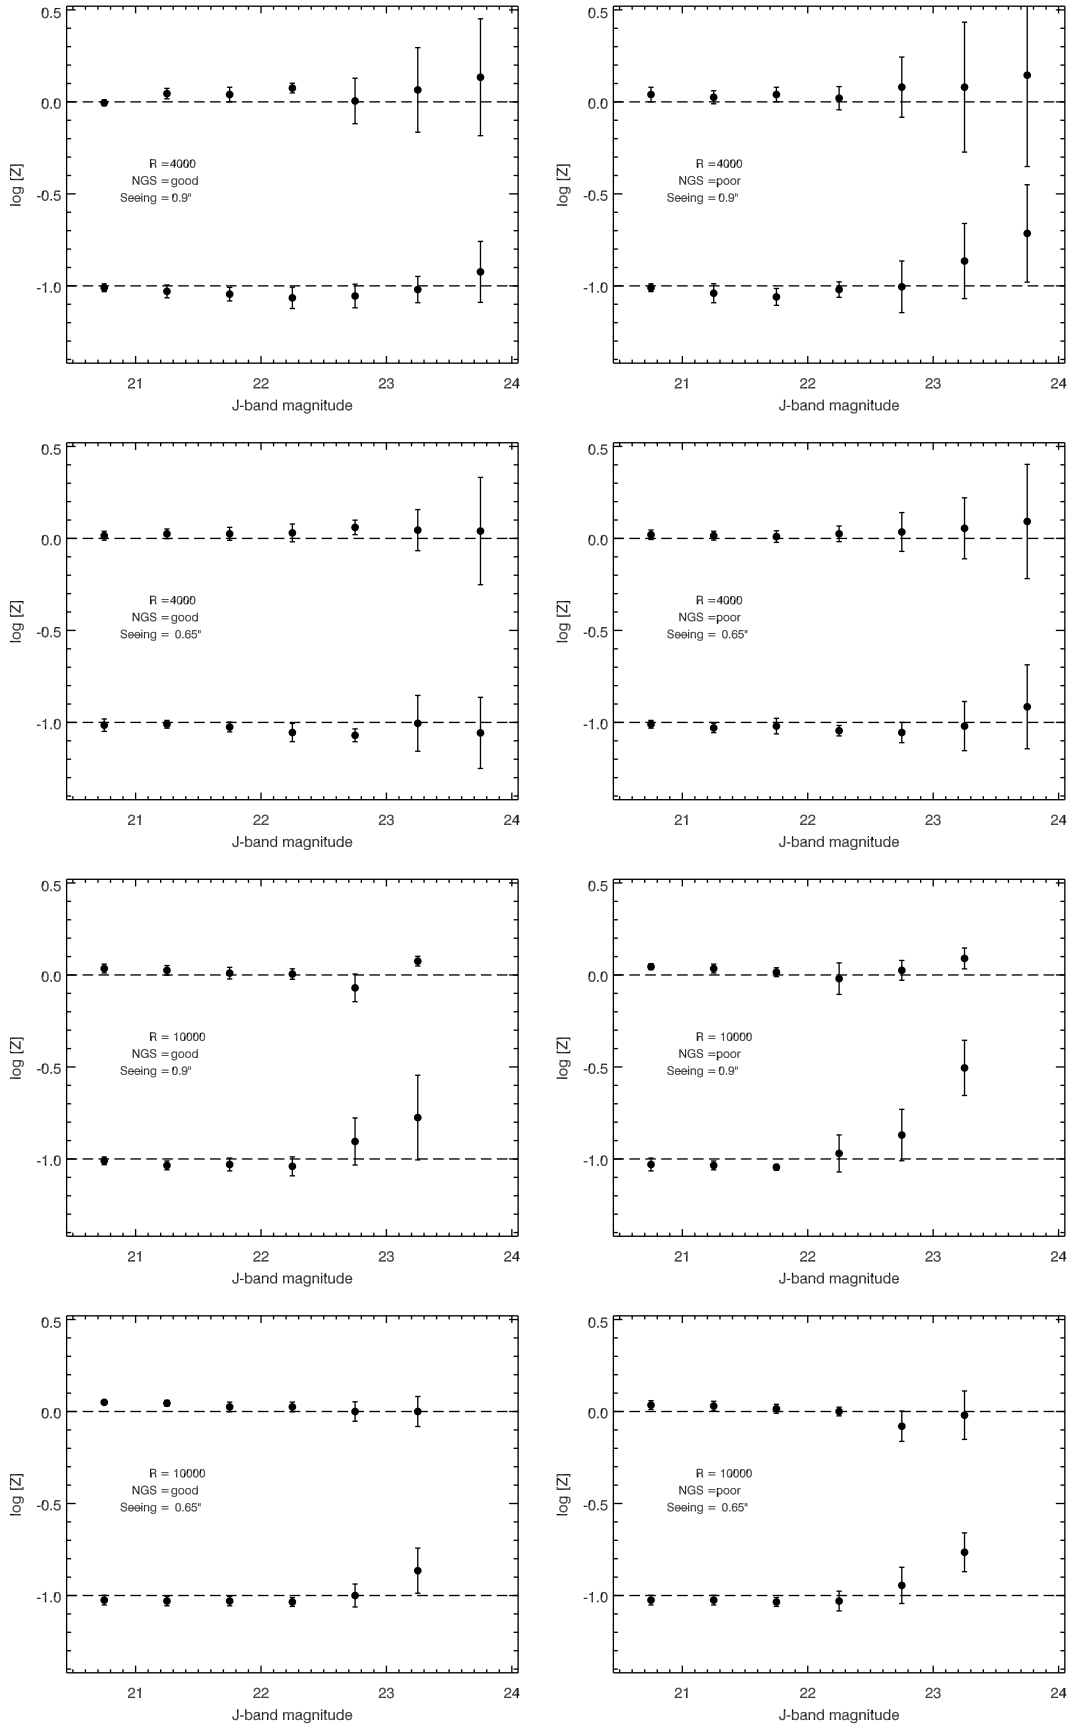 0.5
0.0
-0.5
-1.0
log [Z]
R =4000
NGS =good
Seeing =0.9"
21 22 23 24
J-band magnitude
0.5
0.0
-0.5
-1.0
log [Z]
R =4000
NGS =poor
Seeing =0.9"
21 22 23 24
J-band magnitude
0.5
0.0
-0.5
-1.0
log [Z]
R =4000
NGS =good
Seeing = 0.65"
21 22 23 24
J-band magnitude
0.5
0.0
-0.5
-1.0
log [Z]
R =4000
NGS =poor
Seeing = 0.65"
21 22 23 24
J-band magnitude
0.5
0.0
-0.5
-1.0
log [Z]
R = 10000
NGS =good
Seeing =0.9"
21 22 23 24
J-band magnitude
0.5
0.0
-0.5
-1.0
log [Z]
R = 10000
NGS =poor
Seeing =0.9"
21 22 23 24
J-band magnitude
0.5
0.0
-0.5
-1.0
log [Z]
R = 10000
NGS =good
Seeing = 0.65"
21 22 23 24
J-band magnitude
0.5
0.0
-0.5
-1.0
log [Z]
R = 10000
NGS =poor
Seeing = 0.65"
21 22 23 24
J-band magnitude